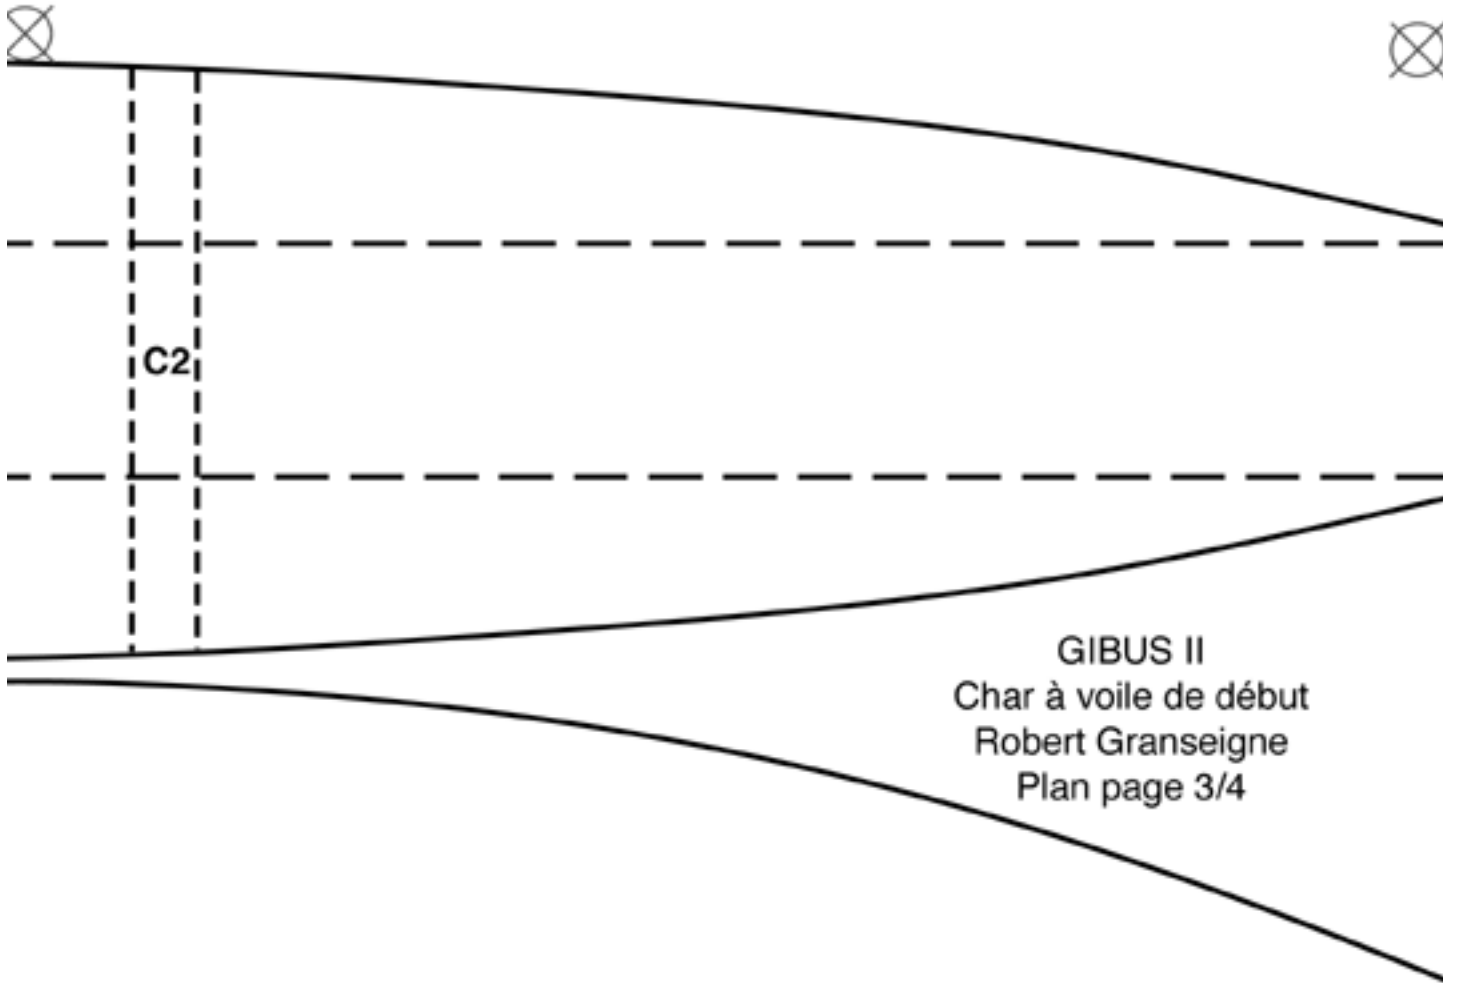 C2
GIBUS II
Char à voile de début
Robert Granseigne
Plan page 3/4